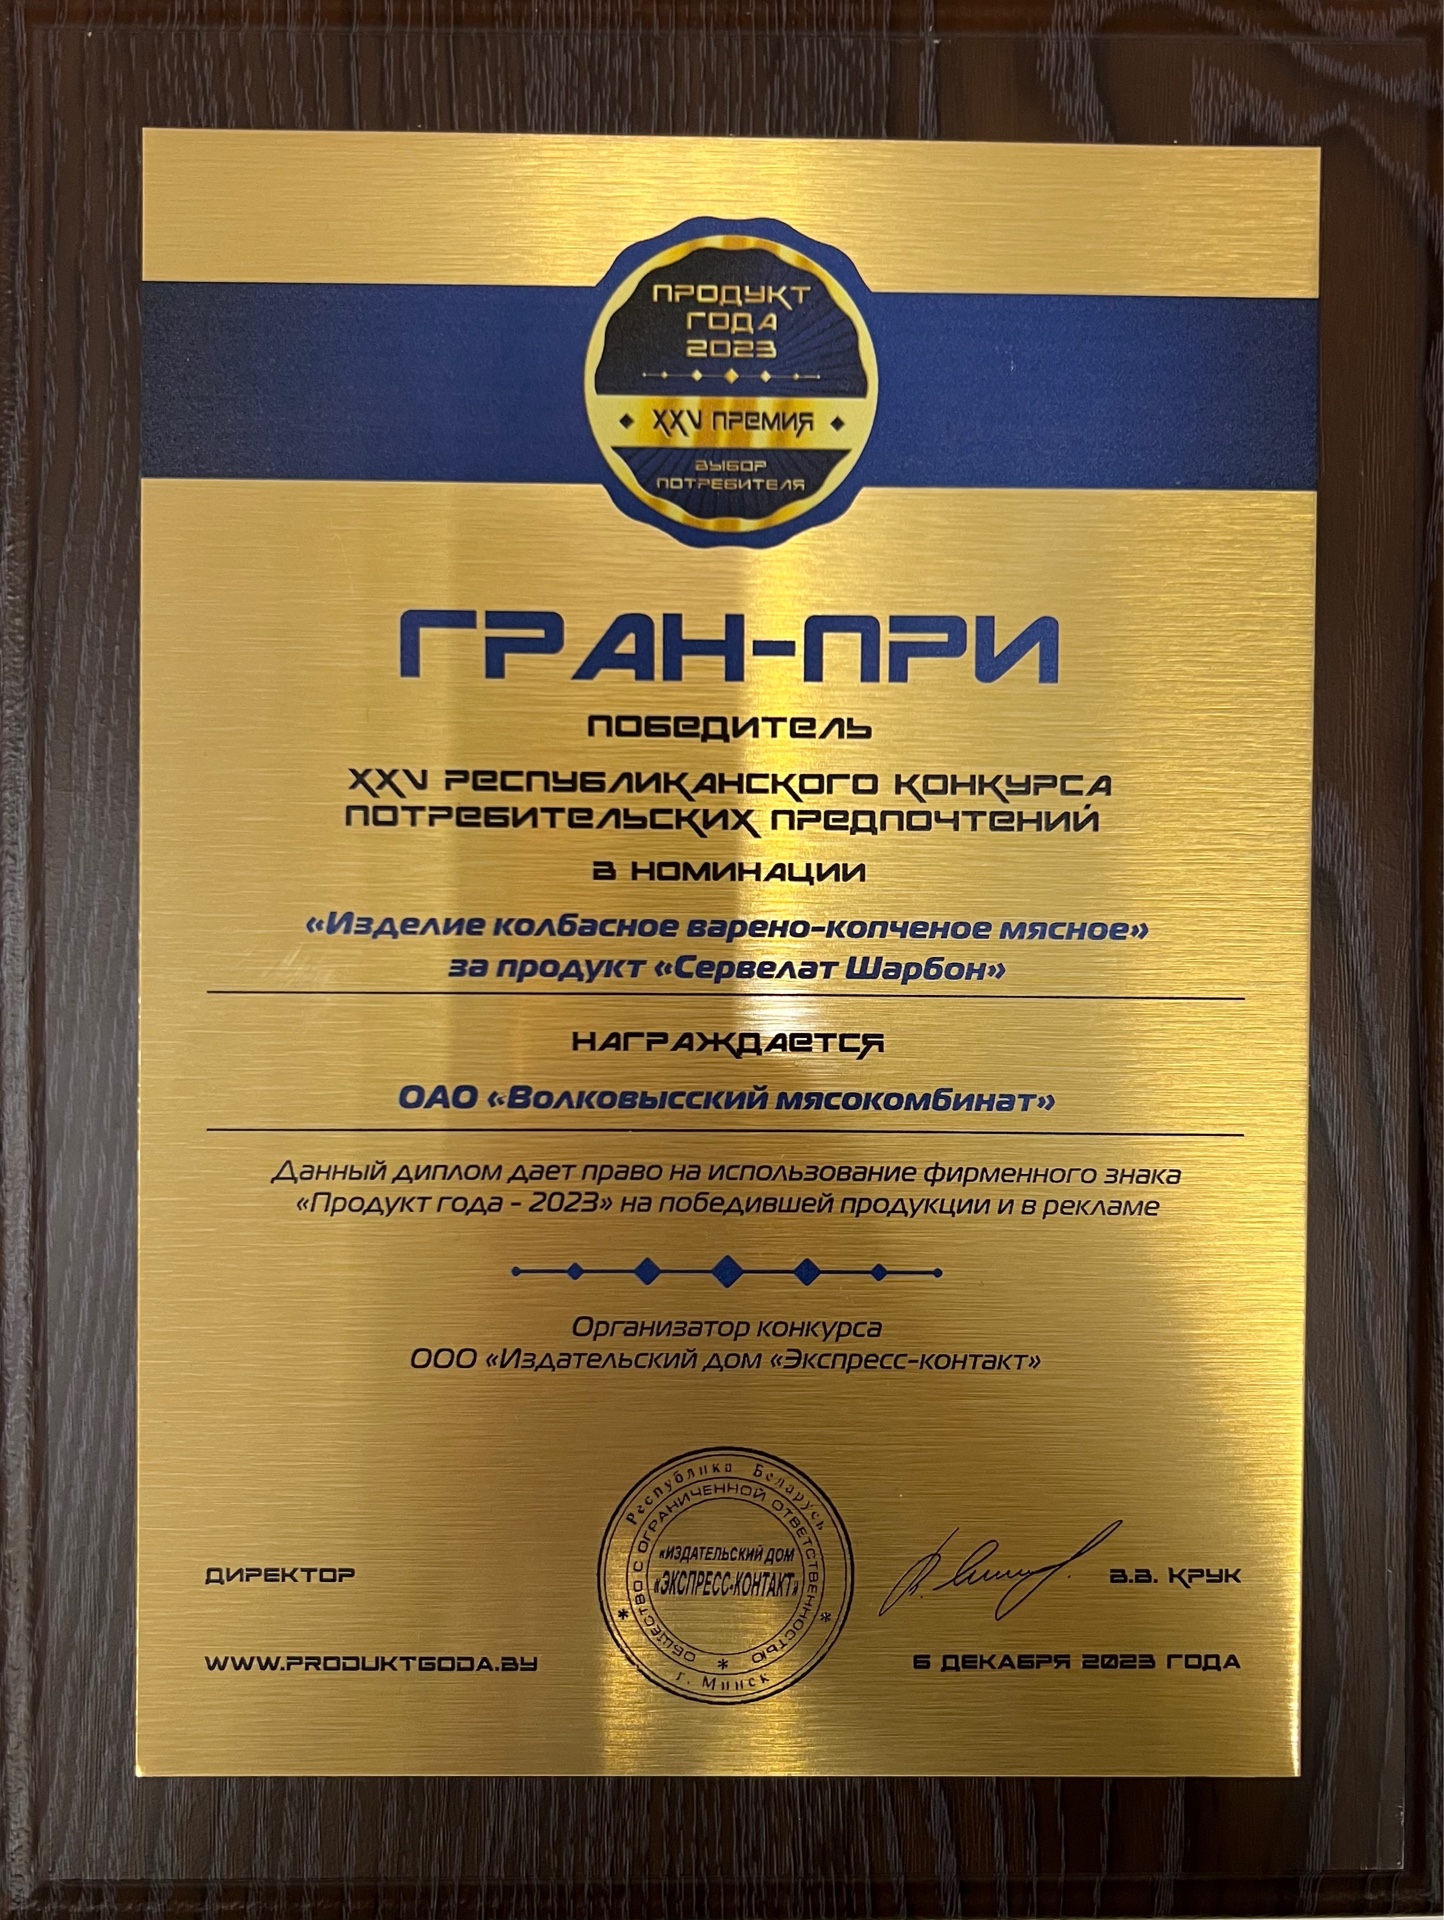 ПРОДУКТ
ГОДА
2023
XXV ПРЕМИЯ
ВЫБОР
ПОТРЕБИТЕЛЯ
ГРАН-ПРИ
ПОБЕДИТЕЛЬ
XXV РЕСПУБЛИКАНСКОГО КОНКУРСА
ПОТРЕБИТЕЛЬСКИХ ПРЕДПОЧТЕНИЙ
В НОМИНАЦИИ
«Изделие колбасное варено-копченое мясное»
за продукт «Сервелат Шарбон»
НАГРАЖДАЕТСЯ
ОАО «Волковысский мясокомбинат»
Данный диплом дает право на использование фирменного знака
«Продукт года - 2023» на победившей продукции и в рекламе
Организатор конкурса
ООО «Издательский дом «Экспресс-контакт»
Республика Беларусь
ОБЩЕСТВО С ОГРАНИЧЕННОЙ ОТВЕТСТВЕННОСТЬЮ
«ИЗДАТЕЛЬСКИЙ ДОМ
«ЭКСПРЕСС-КОНТАКТ»
г. Минск
ДИРЕКТОР
В.В. КРУК
WWW.PRODUKTGODA.BY
6 ДЕКАБРЯ 2023 ГОДА